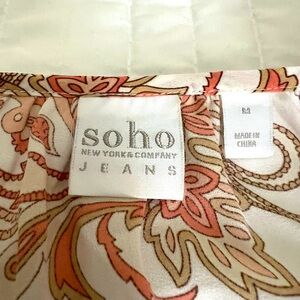 soho
NEW YORK & COMPANY
JEANS
M
MADE IN
CHINA